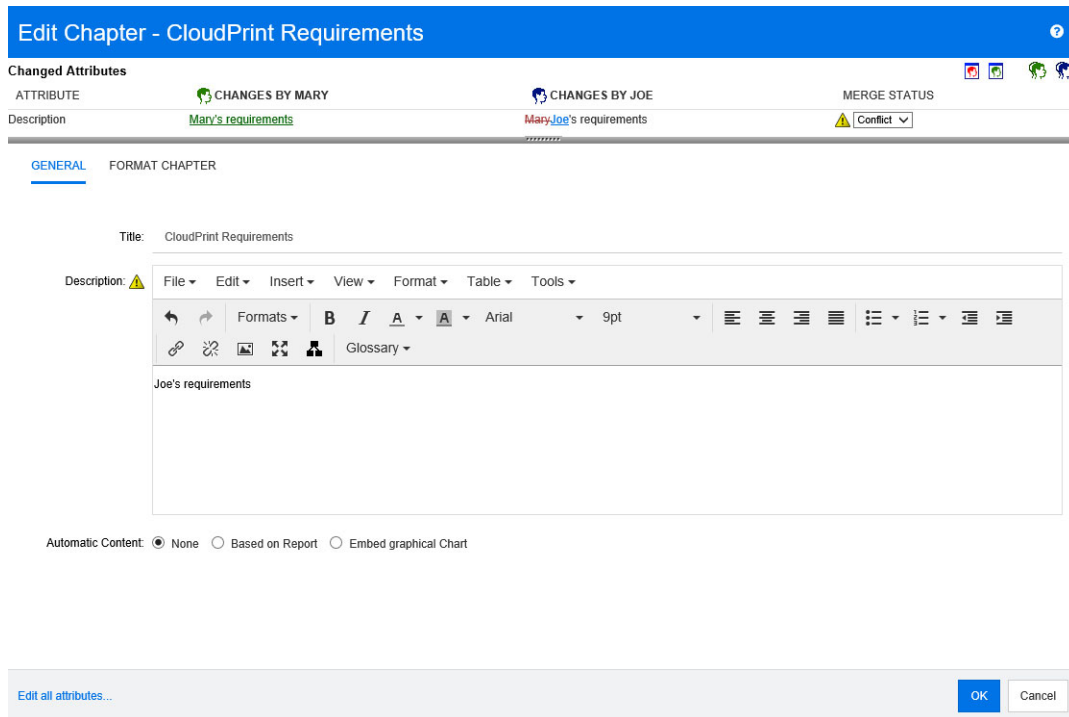 Edit Chapter - CloudPrint Requirements
Changed Attributes
ATTRIBUTE CHANGES BY MARY CHANGES BY JOE MERGE STATUS
Description Mary's requirements MaryJoe's requirements Conflict
GENERAL FORMAT CHAPTER
Title: CloudPrint Requirements
Description: File Edit Insert View Format Table Tools
Formats B I A A Arial 9pt
Glossary
Joe's requirements
Automatic Content: None Based on Report Embed graphical Chart
Edit all attributes... OK Cancel